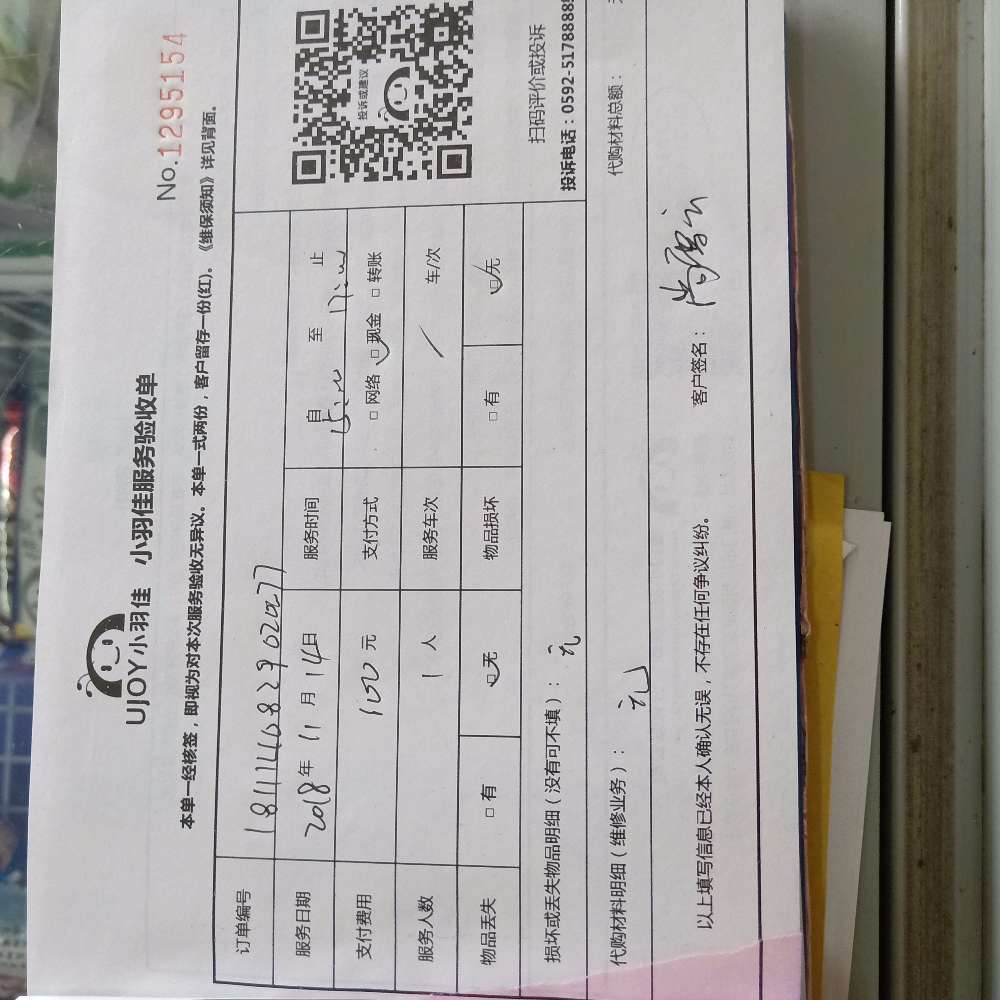 No.1295154
UJOY小羽佳 小羽佳服务验收单
本单一经核签，即视为对本次服务验收无异议。本单一式两份，客户留存一份(红)。《维保须知》详见背面。
订单编号
服务日期 2018年 11月 14日 服务时间 自 15:00 至 17:00 止
支付费用 100 元 支付方式 □ 网络 □ 现金 □ 转账
服务人数 1 人 服务车次 / 车/次
物品丢失 □ 有 □ 无 物品损坏 □ 有 □ 无
投诉或建议
扫码评价或投诉
投诉电话：0592-5178888
损坏或丢失物品明细（没有可不填）： 无
代购材料明细（维修业务）： 无 代购材料总额：
以上填写信息已经本人确认无误，不存在任何争议纠纷。 客户签名：